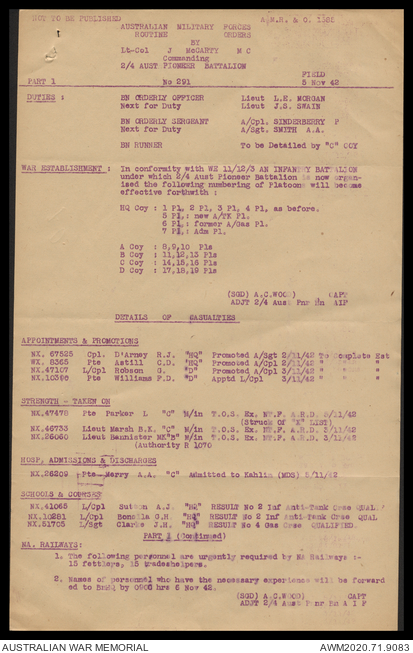 NOT TO BE PUBLISHED A.N.H. & O. 1388
AUSTRALIAN MILITARY FORCES
ROUTINE ORDERS
BY
Lt-Col J McCARTY M C
Commanding
2/4 AUST PIONEER BATTALION
FIELD
PART 1 No 291 5 Nov 42
DUTIES : BN ORDERLY OFFICER Lieut L.E. MORGAN
Next for Duty Lieut J.S. SWAIN
BN ORDERLY SERGEANT A/Cpl. SINDERBERRY P
Next for Duty A/Sgt. SMITH A.A.
BN RUNNER To be Detailed by "C" COY
WAR ESTABLISHMENT : In conformity with WE 11/12/3 AN INFANTRY BATTALION
under which 2/4 Aust Pioneer Battalion is now organ-
ised the following numbering of Platoons will become
effective forthwith :
HQ Coy : 1 Pl, 2 Pl, 3 Pl, 4 Pl, as before.
5 Pl,: new A/TK Pl.
6 Pl,: former A/Gas Pl.
7 Pl,: Adm Pl.
A Coy : 8,9,10 Pls
B Coy : 11,12,13 Pls
C Coy : 14,15,16 Pls
D Coy : 17,18,19 Pls
(SGD) A.C.WOOD) CAPT
ADJT 2/4 Aust Pnr Bn AIF
DETAILS OF CASUALTIES
APPOINTMENTS & PROMOTIONS
NX. 67525 Cpl. D'Arney R.J. "HQ" Promoted A/Sgt 2/11/42 To Complete Est
WX. 8365 Pte Astill C.D. "HQ" Promoted A/Cpl 2/11/42 " "
NX.47107 L/Cpl Robson G. "D" Promoted A/Cpl 3/11/42 " "
NX.10366 Pte Williams F.D. "D" Apptd L/Cpl 3/11/42 " "
STRENGTH - TAKEN ON
NX.47478 Pte Parker L "C" M/in T.O.S. Ex. NT.F. A.R.D. 5/11/42
(Struck off "X" LIST)
NX.46733 Lieut Marsh B.K. "C" M/in T.O.S. Ex. NT.F. A.R.D. 3/11/42
NX.26060 Lieut Bannister NK"B" M/in T.O.S. Ex. NT.F. A.R.D. 3/11/42
(Authority R 1070
HOSP, ADMISSIONS & DISCHARGES
NX.26209 Pte Merry A.A. "C" Admitted to Kahlin (MDS) 5/11/42
SCHOOLS & COURSES
NX.41065 L/Cpl Sutton A.J. "HQ" RESULT No 2 Inf Anti-Tank Crse QUAL
NX.10281 L/Cpl Bonella G.H. "HQ" RESULT No 2 Inf Anti-Tank Crse QUAL
NX.51705 L/Sgt Clarke J.H. "HQ" RESULT No 4 Gas Crse QUALIFIED.
PART 1 (Continued)
NA. RAILWAYS:
1. The following personnel are urgently required by NA Railways :-
15 fettlers, 15 tradeshelpers.
2. Names of personnel who have the necessary experience will be forward
ed to BnHQ by 0900 hrs 6 Nov 42.
(SGD) A.C.WOOD) CAPT
ADJT 2/4 Aust Pnr Bn A I F
AUSTRALIAN WAR MEMORIAL AWM2020.71.9083